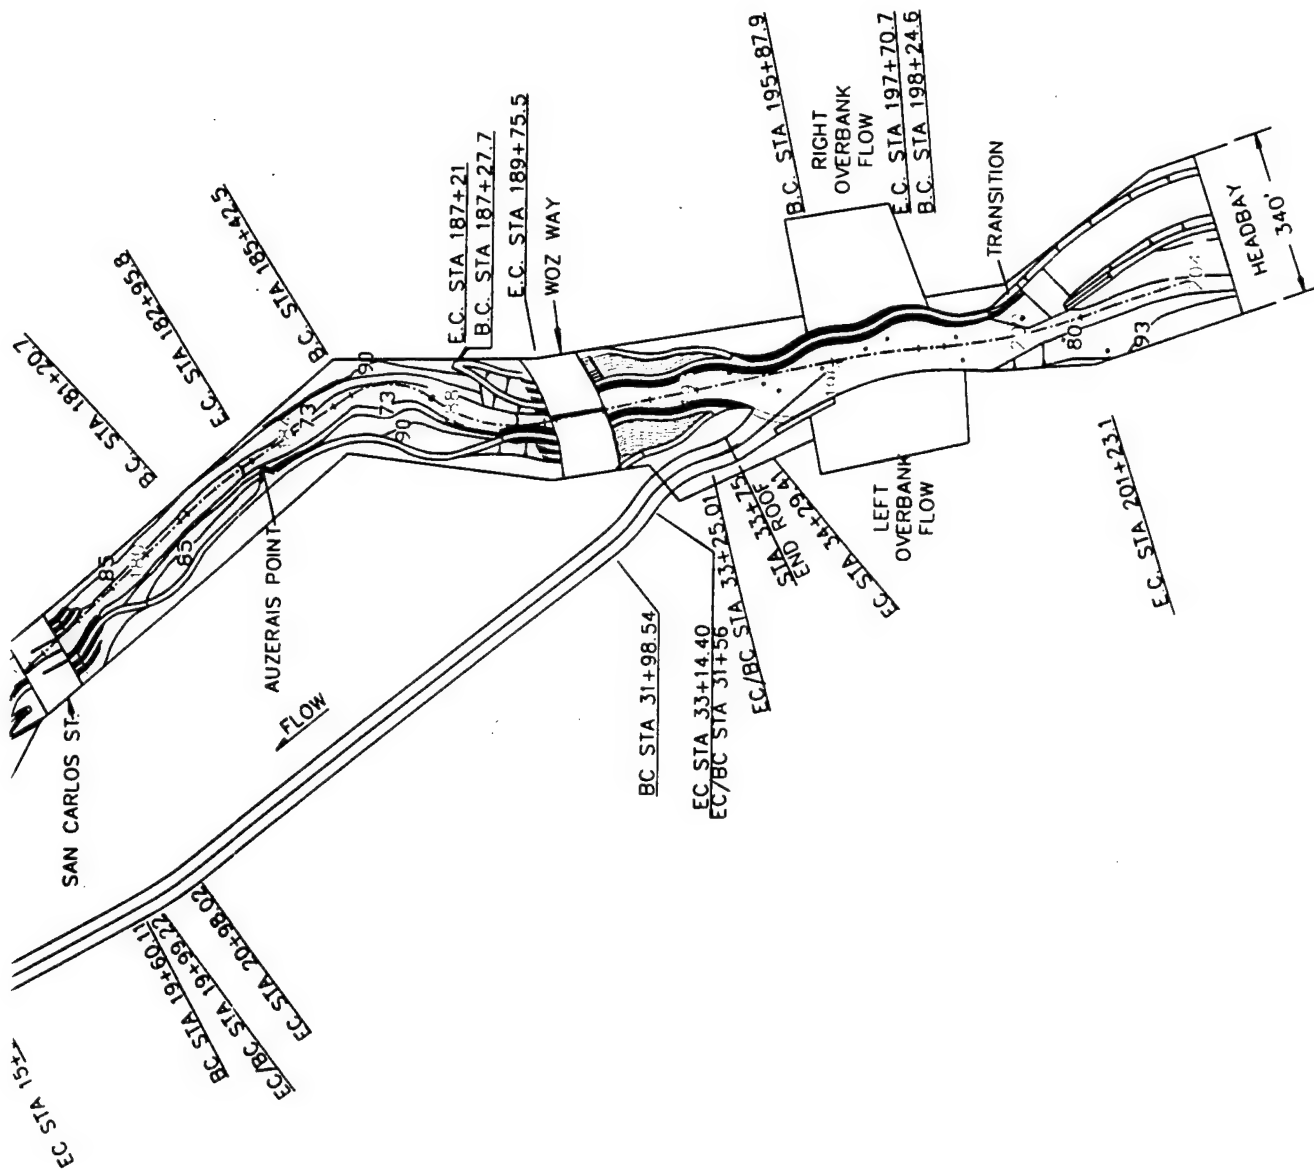 B.C. STA 181+20.7
E.C. STA 182+95.8
B.C. STA 185+42.5
E.C. STA 187+21
B.C. STA 187+27.7
E.C. STA 189+75.5
WOZ WAY
B.C. STA 195+87.9
RIGHT
OVERBANK
FLOW
E.C. STA 197+70.7
B.C. STA 198+24.6
TRANSITION
HEADBAY
340'
85
85
73
73
90
90
80
93
AUZERAIS POINT
SAN CARLOS ST.
FLOW
LEFT
OVERBANK
FLOW
E.C. STA 201+23.1
BC STA 31+98.54
EC STA 33+14.40
EC/BC STA 31+56
EC/BC STA 33+25.01
STA 33+75
END ROOF
EC STA 34+29.41
BC STA 19+60.11
EC/BC STA 19+99.22
EC STA 20+98.02
EC STA 15+